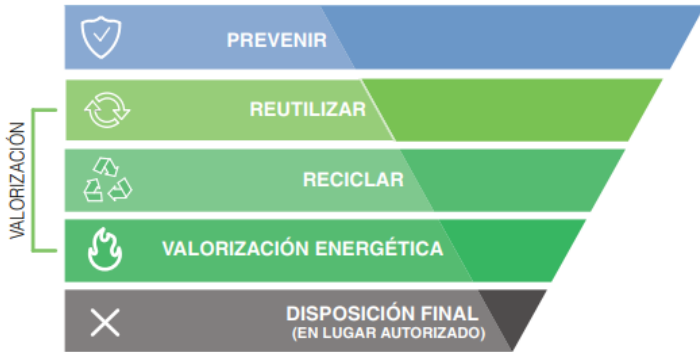 PREVENIR
REUTILIZAR
VALORIZACIÓN
RECICLAR
VALORIZACIÓN ENERGÉTICA
DISPOSICIÓN FINAL
(EN LUGAR AUTORIZADO)